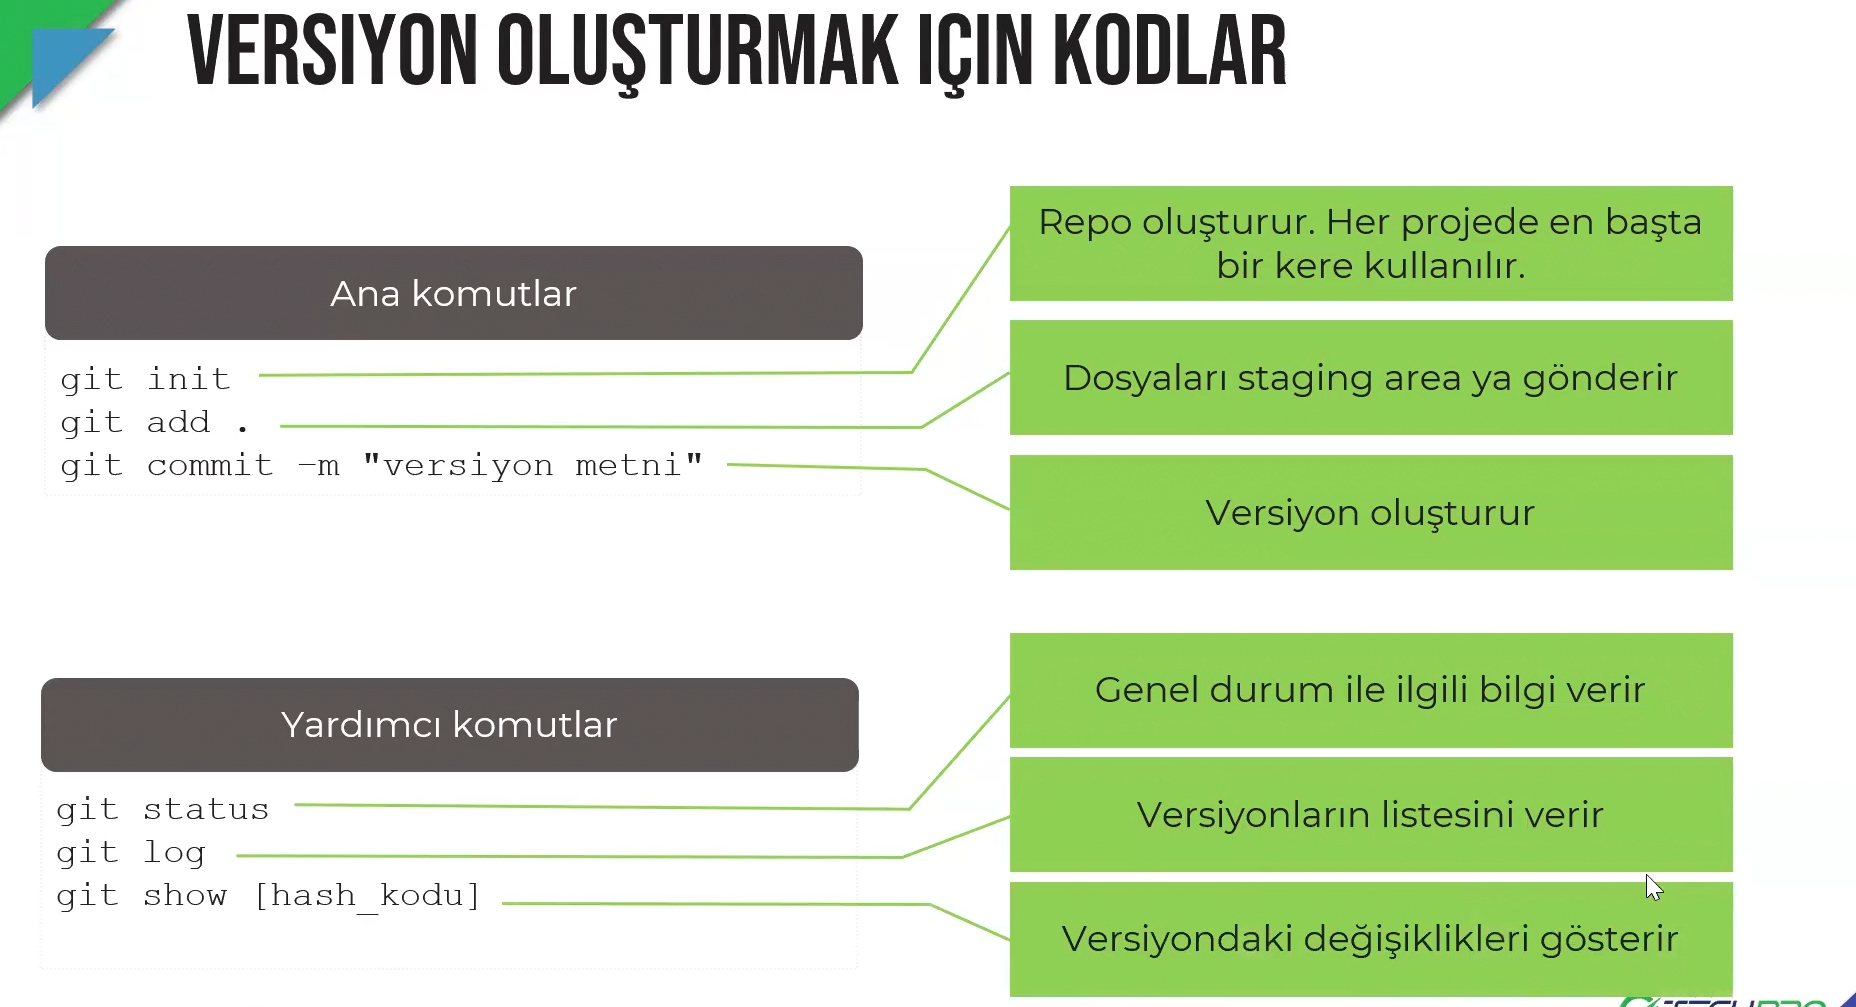 VERSIYON OLUŞTURMAK IÇIN KODLAR
Ana komutlar
git init
git add .
git commit –m "versiyon metni"
Repo oluşturur. Her projede en başta
bir kere kullanılır.
Dosyaları staging area ya gönderir
Versiyon oluşturur
Yardımcı komutlar
git status
git log
git show [hash_kodu]
Genel durum ile ilgili bilgi verir
Versiyonların listesini verir
Versiyondaki değişiklikleri gösterir